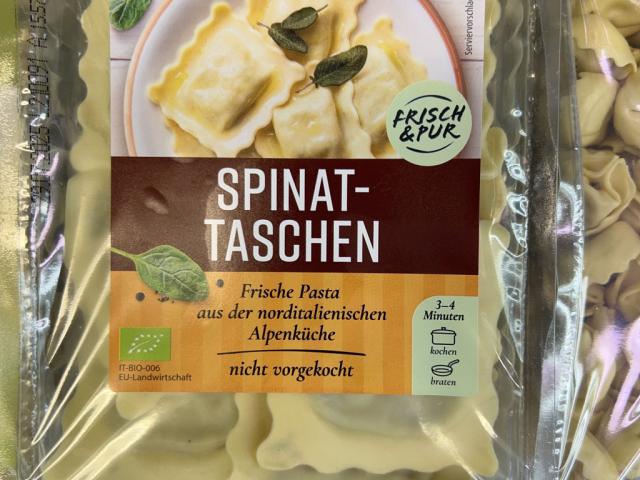 Serviervorschlag
FRISCH
&PUR
SPINAT-
TASCHEN
Frische Pasta
aus der norditalienischen
Alpenküche
nicht vorgekocht
3–4
Minuten
kochen
braten
IT-BIO-006
EU-Landwirtschaft